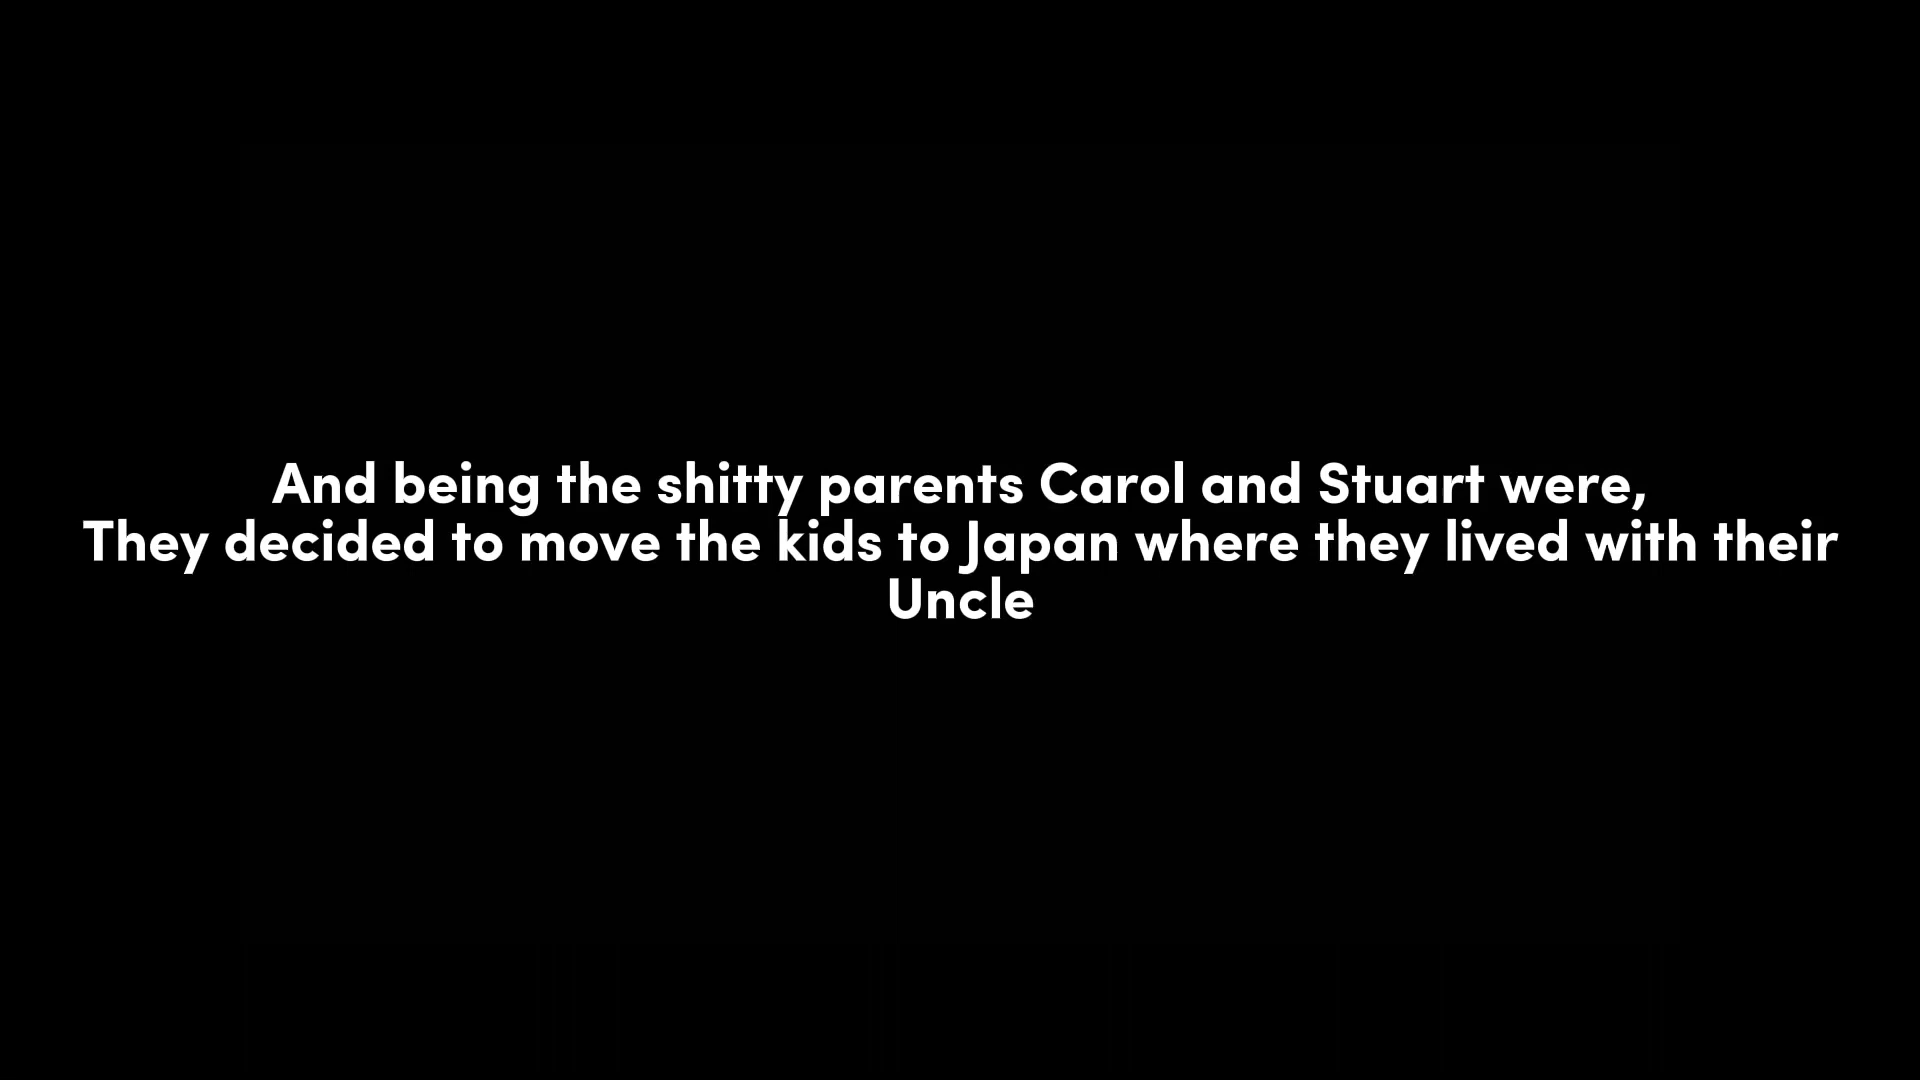 And being the shitty parents Carol and Stuart were,
They decided to move the kids to Japan where they lived with their
Uncle